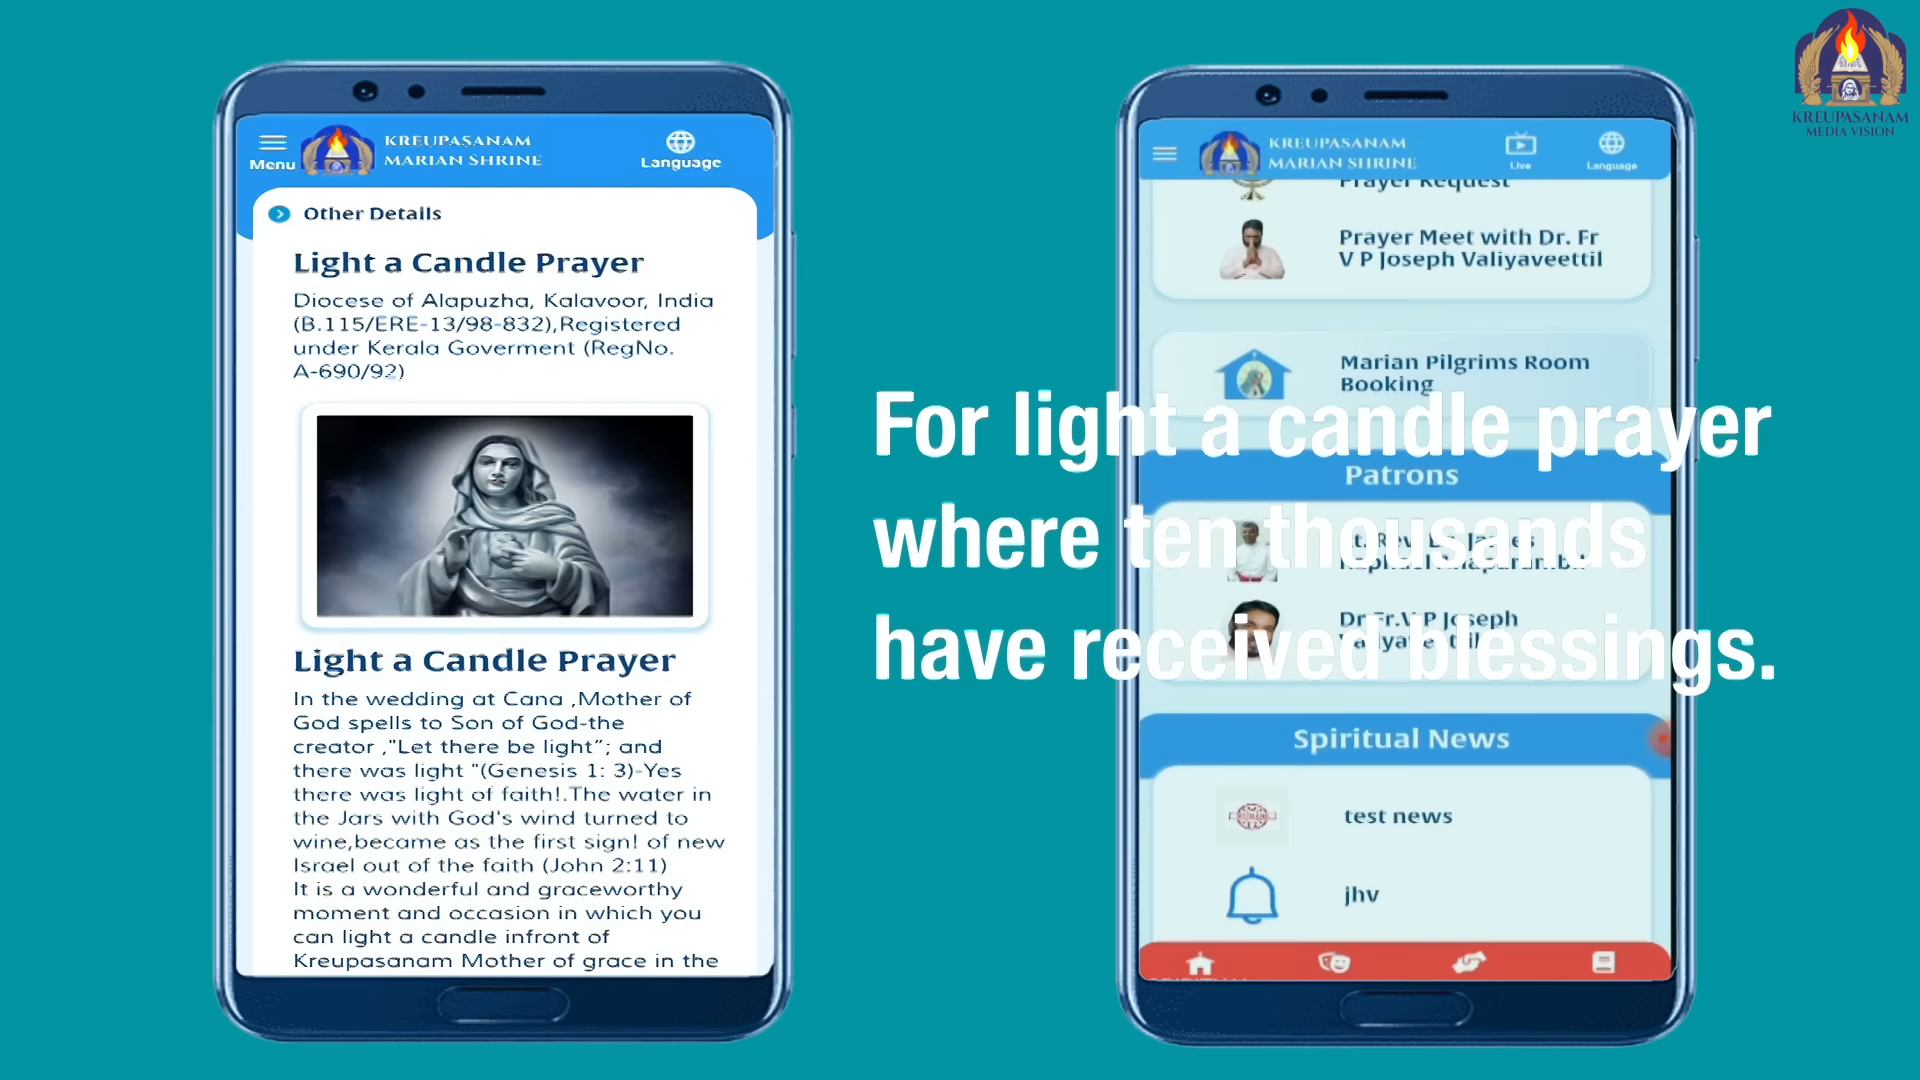 KREUPASANAM
MEDIA VISION
Menu
KREUPASANAM
MARIAN SHRINE
Language
Other Details
Light a Candle Prayer
Diocese of Alapuzha, Kalavoor, India
(B.115/ERE-13/98-832),Registered
under Kerala Goverment (RegNo.
A-690/92)
Light a Candle Prayer
In the wedding at Cana ,Mother of
God spells to Son of God-the
creator ,"Let there be light”; and
there was light "(Genesis 1: 3)-Yes
there was light of faith!.The water in
the Jars with God's wind turned to
wine,became as the first sign! of new
Israel out of the faith (John 2:11)
It is a wonderful and graceworthy
moment and occasion in which you
can light a candle infront of
Kreupasanam Mother of grace in the
For light a candle prayer
where ten thousands
have received blessings.
KREUPASANAM
MARIAN SHRINE
Live
Language
Prayer Request
Prayer Meet with Dr. Fr
V P Joseph Valiyaveettil
Marian Pilgrims Room
Booking
Patrons
Dr.Fr.V P Joseph
Spiritual News
test news
jhv